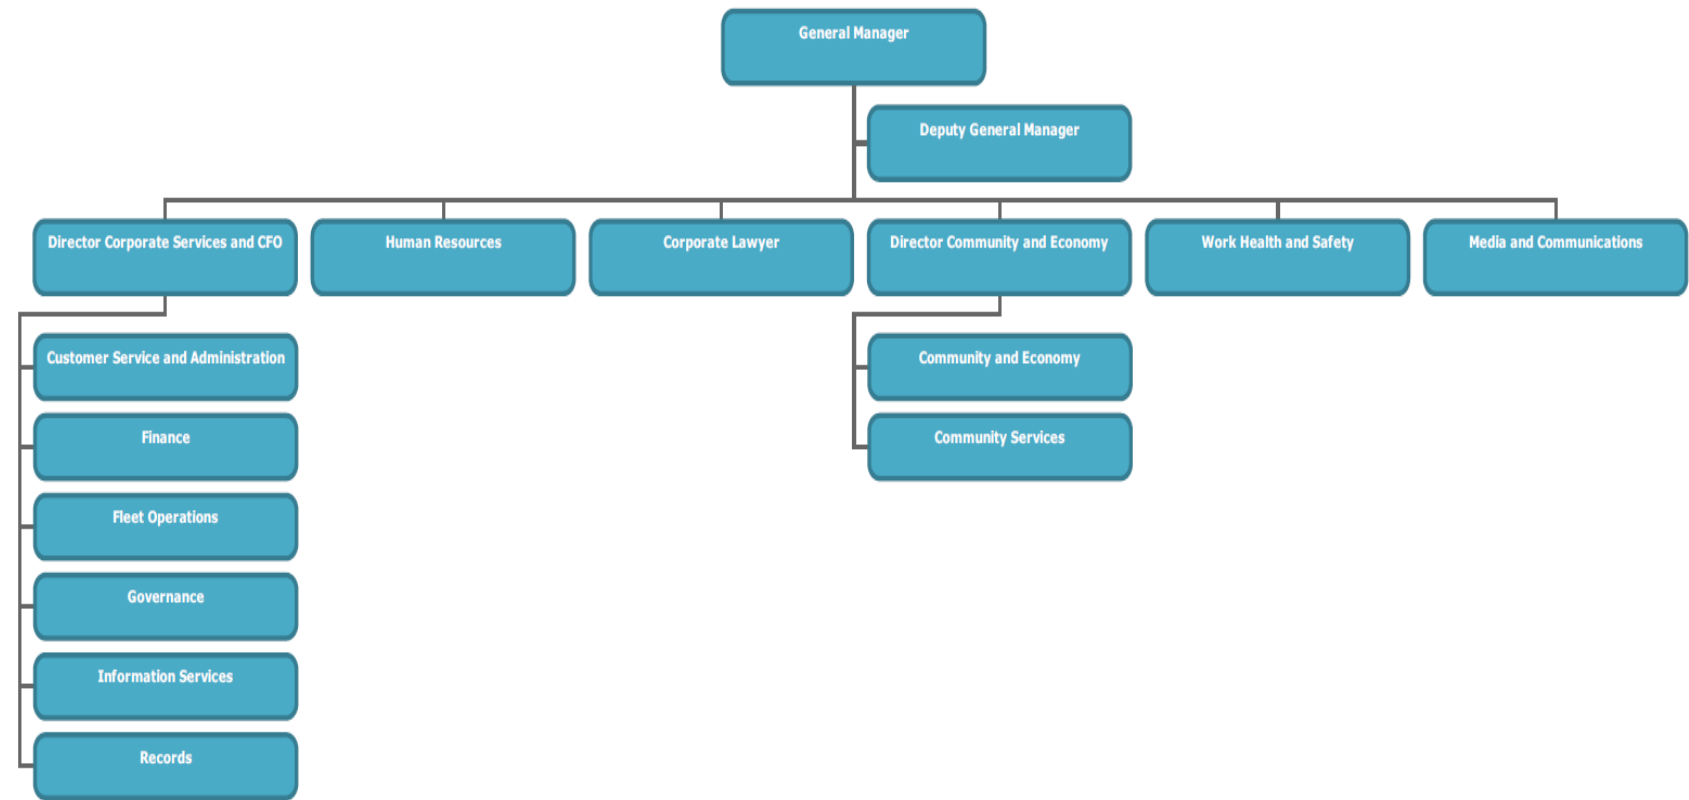 General Manager
Deputy General Manager
Director Corporate Services and CFO
Human Resources
Corporate Lawyer
Director Community and Economy
Work Health and Safety
Media and Communications
Customer Service and Administration
Finance
Fleet Operations
Governance
Information Services
Records
Community and Economy
Community Services